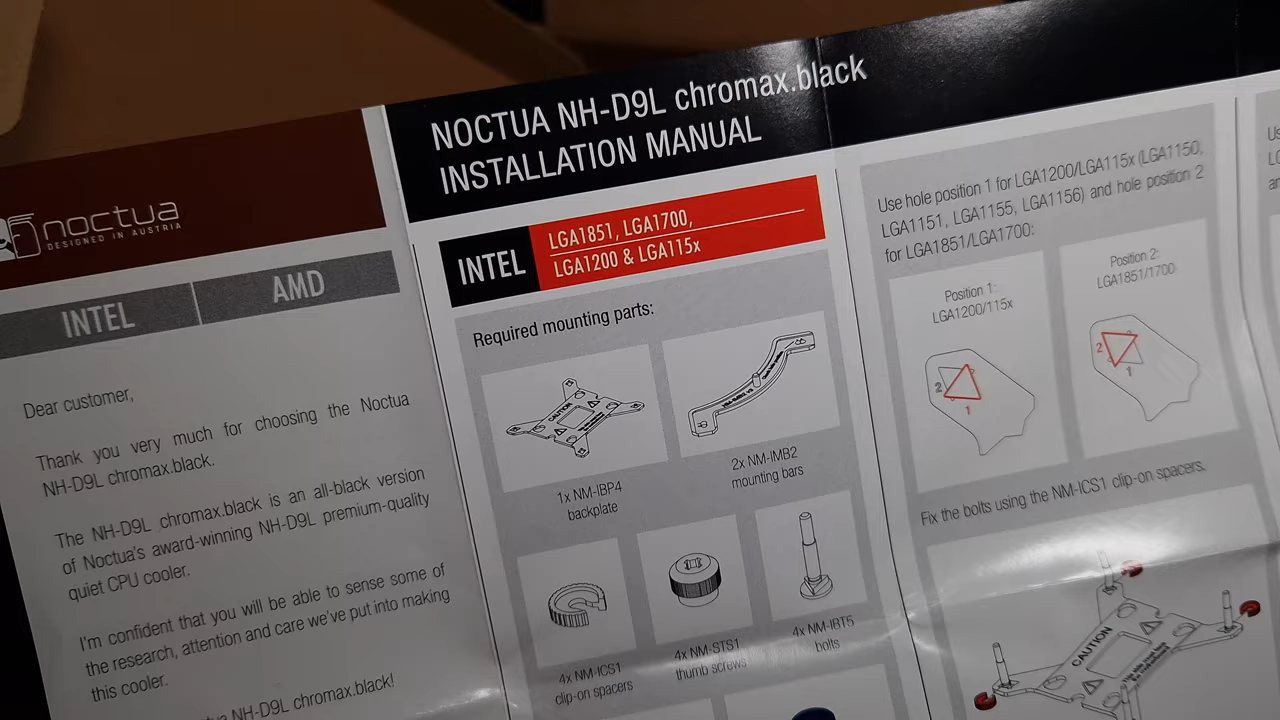 noctua
DESIGNED IN AUSTRIA
INTEL
AMD
Dear customer,
Thank you very much for choosing the Noctua
NH-D9L chromax.black.
The NH-D9L chromax.black is an all-black version
of Noctua's award-winning NH-D9L premium-quality
quiet CPU cooler.
I'm confident that you will be able to sense some of
the research, attention and care we've put into making
this cooler.
NH-D9L chromax.black!
NOCTUA NH-D9L chromax.black
INSTALLATION MANUAL
INTEL
LGA1851, LGA1700,
LGA1200 & LGA115x
Required mounting parts:
CAUTION
1x NM-IBP4
backplate
2x NM-IMB2
mounting bars
4x NM-ICS1
clip-on spacers
4x NM-STS1
thumb screws
4x NM-IBT5
bolts
Use hole position 1 for LGA1200/LGA115x (LGA1150,
LGA1151, LGA1155, LGA1156) and hole position 2
for LGA1851/LGA1700:
Position 1:
LGA1200/115x
2
1
Position 2:
LGA1851/1700
2
1
Fix the bolts using the NM-ICS1 clip-on spacers.
CAUTION